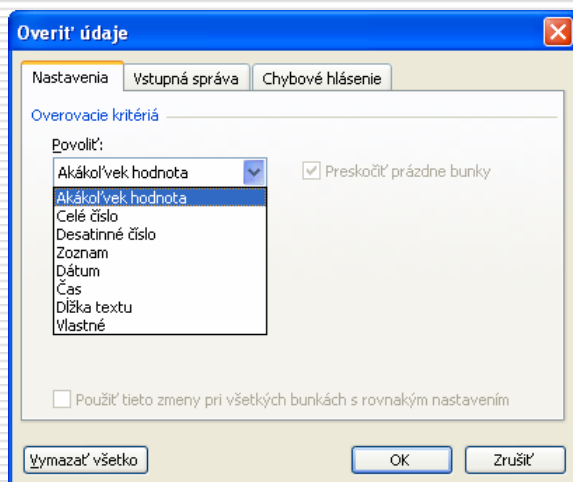 Overiť údaje
Nastavenia Vstupná správa Chybové hlásenie
Overovacie kritériá
Povoliť:
Akákoľvek hodnota Preskočiť prázdne bunky
Akákoľvek hodnota
Celé číslo
Desatinné číslo
Zoznam
Dátum
Čas
Dĺžka textu
Vlastné
Použiť tieto zmeny pri všetkých bunkách s rovnakým nastavením
Vymazať všetko OK Zrušiť